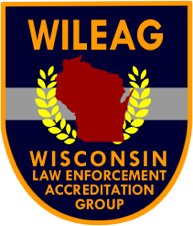 WILEAG
WISCONSIN
LAW ENFORCEMENT
ACCREDITATION
GROUP